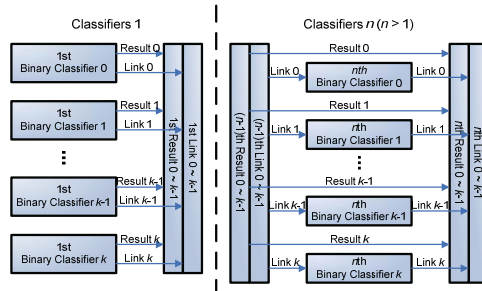 Classifiers 1
1st
Binary Classifier 0
Result 0
Link 0
1st
Binary Classifier 1
Result 1
Link 1
...
1st
Binary Classifier k-1
Result k-1
Link k-1
1st
Binary Classifier k
Result k
Link k
1st Result 0 ~ k-1
1st Link 0 ~ k-1
Classifiers n (n > 1)
(n-1)th Result 0 ~ k-1
(n-1)th Link 0 ~ k-1
Result 0
Link 0
nth
Binary Classifier 0
Link 0
Result 1
Link 1
nth
Binary Classifier 1
Link 1
...
Result k-1
Link k-1
nth
Binary Classifier k-1
Link k-1
Result k
Link k
nth
Binary Classifier k
Link k
nth Result 0 ~ k-1
nth Link 0 ~ k-1